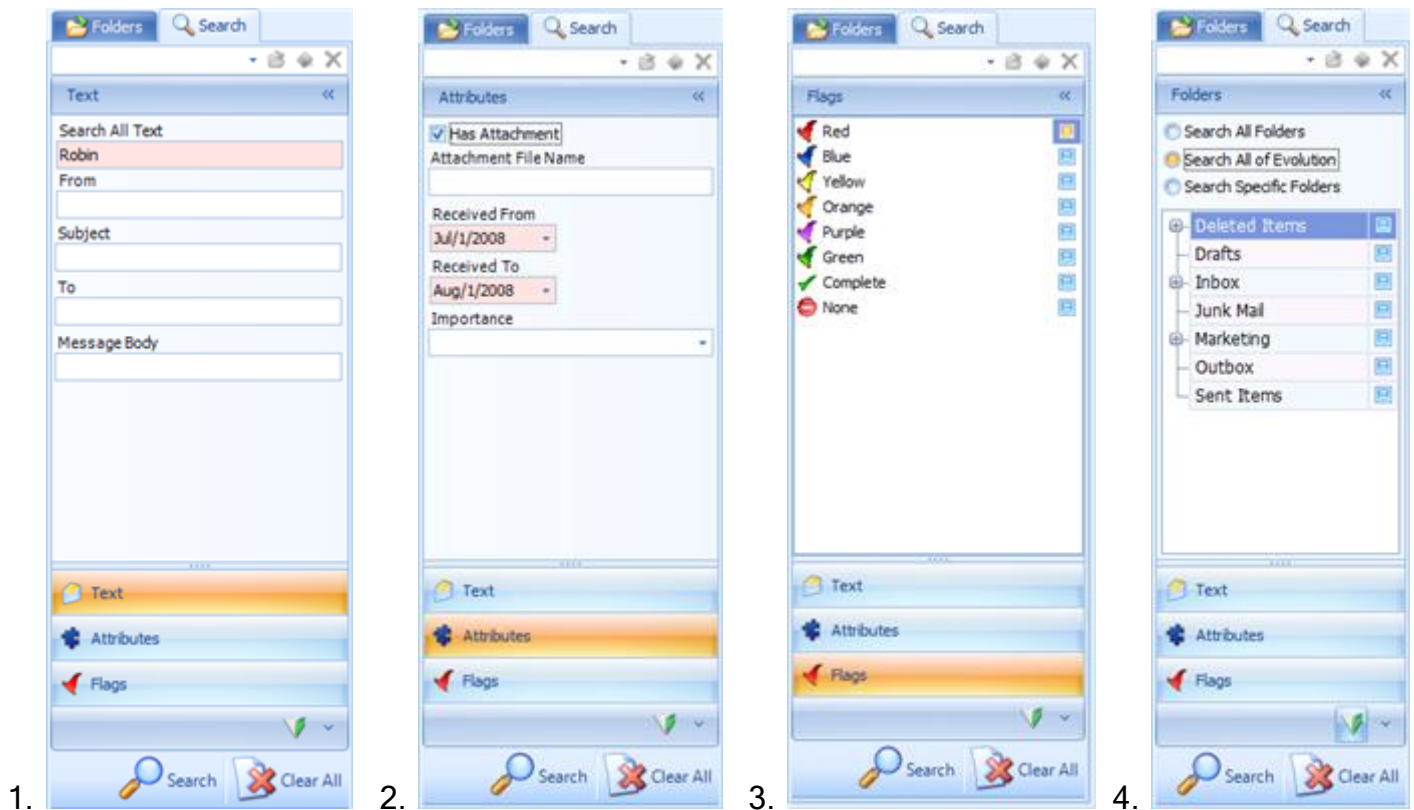 Folders Search
Text
Search All Text
Robin
From
Subject
To
Message Body
Text
Attributes
Flags
Search Clear All
1.
Folders Search
Attributes
Has Attachment
Attachment File Name
Received From
Jul/1/2008
Received To
Aug/1/2008
Importance
Text
Attributes
Flags
Search Clear All
2.
Folders Search
Flags
Red
Blue
Yellow
Orange
Purple
Green
Complete
None
Text
Attributes
Flags
Search Clear All
3.
Folders Search
Folders
Search All Folders
Search All of Evolution
Search Specific Folders
Deleted Items
Drafts
Inbox
Junk Mail
Marketing
Outbox
Sent Items
Text
Attributes
Flags
Search Clear All
4.